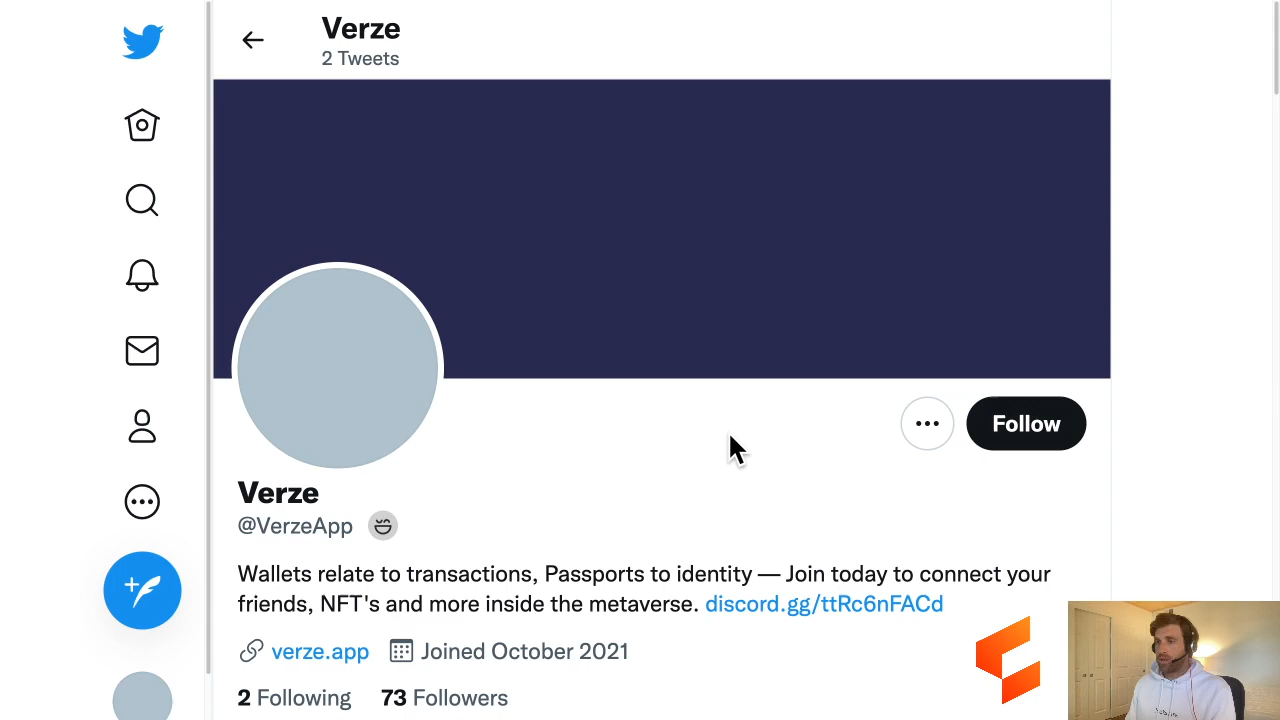 Verze
2 Tweets
Follow
Verze
@VerzeApp
Wallets relate to transactions, Passports to identity — Join today to connect your
friends, NFT's and more inside the metaverse. discord.gg/ttRc6nFACd
verze.app Joined October 2021
2 Following 73 Followers